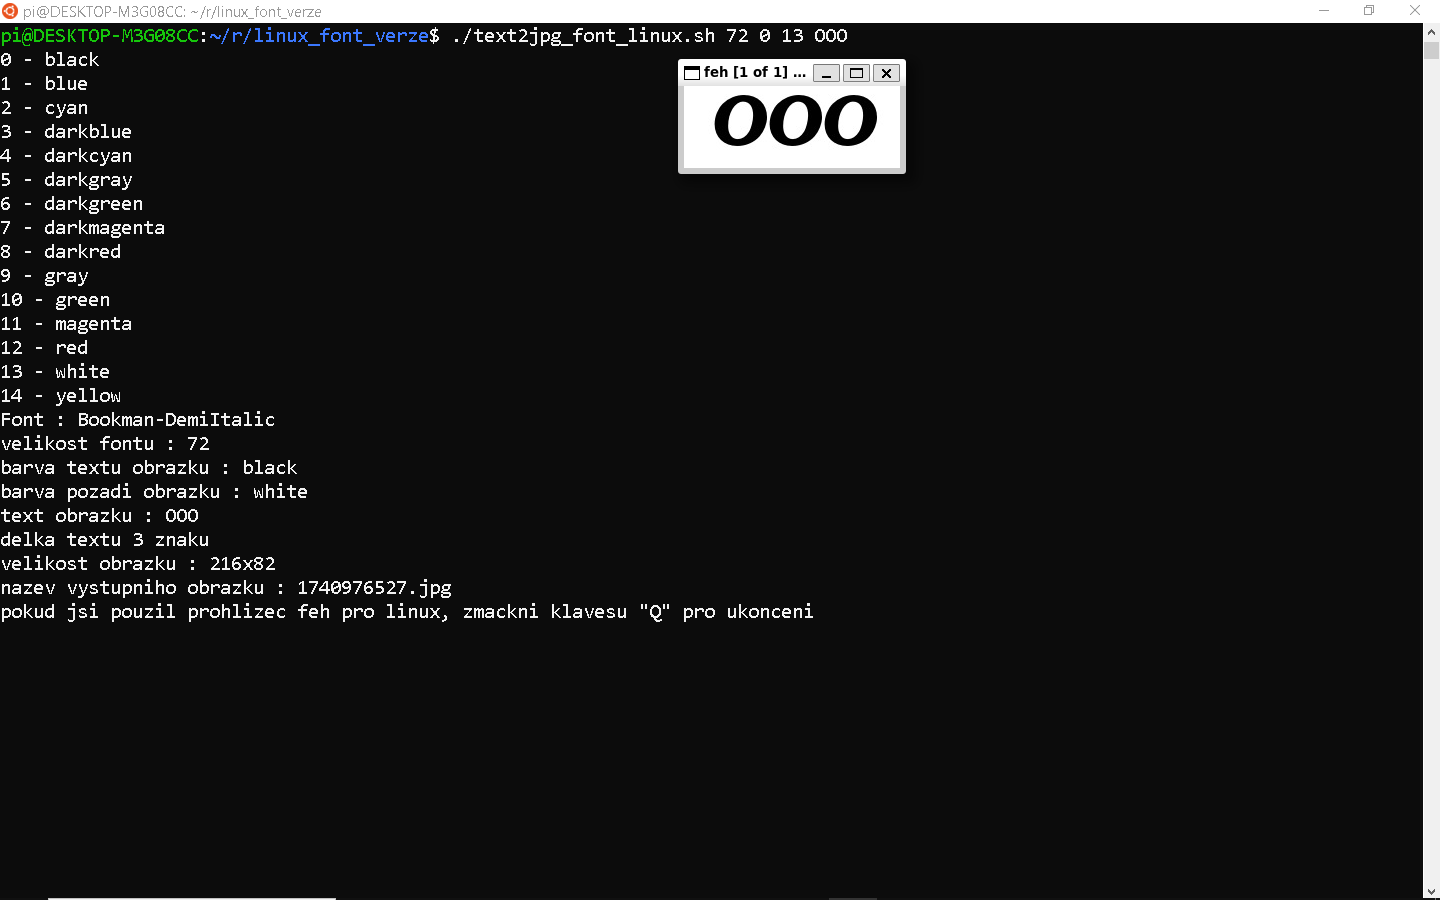 pi@DESKTOP-M3G08CC: ~/r/linux_font_verze
pi@DESKTOP-M3G08CC:~/r/linux_font_verze$ ./text2jpg_font_linux.sh 72 0 13 OOO
0 - black
1 - blue
2 - cyan
3 - darkblue
4 - darkcyan
5 - darkgray
6 - darkgreen
7 - darkmagenta
8 - darkred
9 - gray
10 - green
11 - magenta
12 - red
13 - white
14 - yellow
Font : Bookman-DemiItalic
velikost fontu : 72
barva textu obrazku : black
barva pozadi obrazku : white
text obrazku : OOO
delka textu 3 znaku
velikost obrazku : 216x82
nazev vystupniho obrazku : 1740976527.jpg
pokud jsi pouzil prohlizec feh pro linux, zmackni klavesu "Q" pro ukonceni
feh [1 of 1] ...
OOO